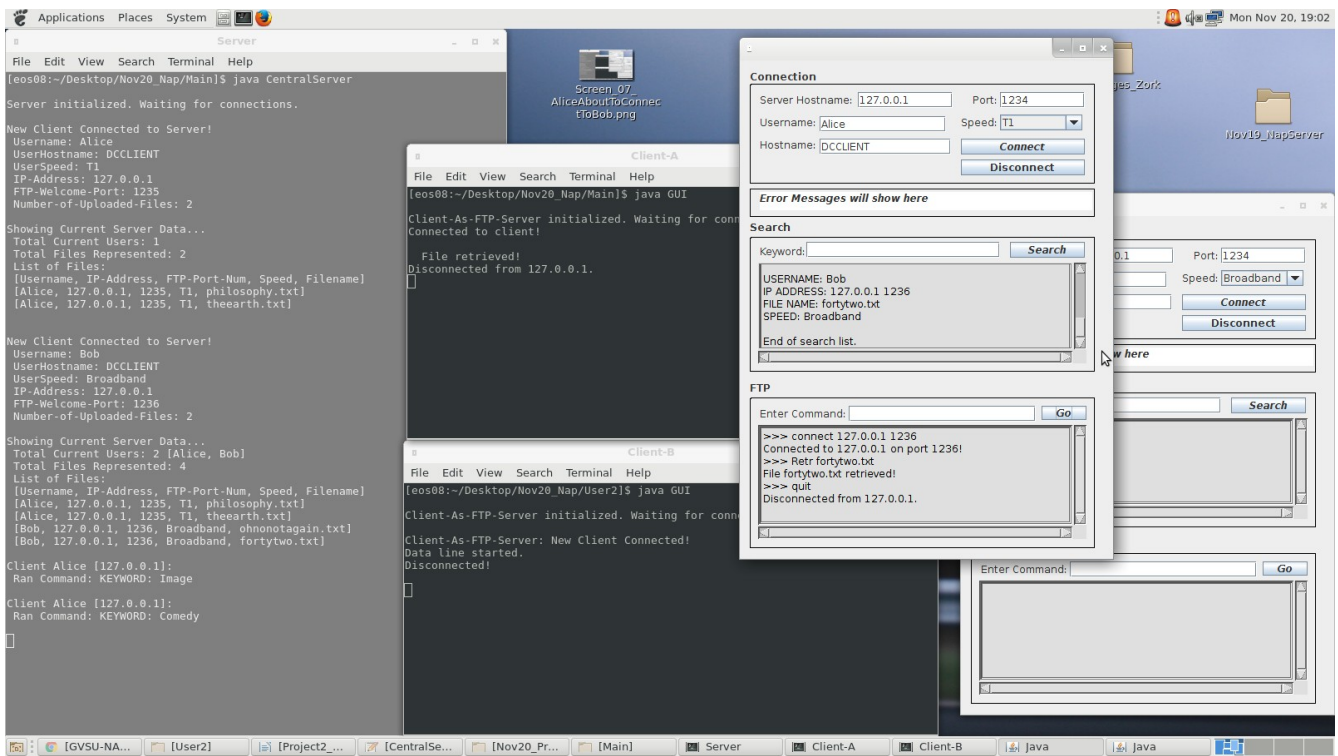 Applications Places System
Mon Nov 20, 19:02
Server
File Edit View Search Terminal Help
[eos08:~/Desktop/Nov20_Nap/Main]$ java CentralServer
Server initialized. Waiting for connections.
New Client Connected to Server!
Username: Alice
UserHostname: DCCLIENT
UserSpeed: T1
IP-Address: 127.0.0.1
FTP-Welcome-Port: 1235
Number-of-Uploaded-Files: 2
Showing Current Server Data...
Total Current Users: 1
Total Files Represented: 2
List of Files:
[Username, IP-Address, FTP-Port-Num, Speed, Filename]
[Alice, 127.0.0.1, 1235, T1, philosophy.txt]
[Alice, 127.0.0.1, 1235, T1, theearth.txt]
New Client Connected to Server!
Username: Bob
UserHostname: DCCLIENT
UserSpeed: Broadband
IP-Address: 127.0.0.1
FTP-Welcome-Port: 1236
Number-of-Uploaded-Files: 2
Showing Current Server Data...
Total Current Users: 2 [Alice, Bob]
Total Files Represented: 4
List of Files:
[Username, IP-Address, FTP-Port-Num, Speed, Filename]
[Alice, 127.0.0.1, 1235, T1, philosophy.txt]
[Alice, 127.0.0.1, 1235, T1, theearth.txt]
[Bob, 127.0.0.1, 1236, Broadband, ohnonotagain.txt]
[Bob, 127.0.0.1, 1236, Broadband, fortytwo.txt]
Client Alice [127.0.0.1]:
Ran Command: KEYWORD: Image
Client Alice [127.0.0.1]:
Ran Command: KEYWORD: Comedy
Screen_07_
AliceAboutToConnec
tToBob.png
Client-A
File Edit View Search Terminal Help
[eos08:~/Desktop/Nov20_Nap/Main]$ java GUI
Client-As-FTP-Server initialized. Waiting for conn
Connected to client!
File retrieved!
Disconnected from 127.0.0.1.
Client-B
File Edit View Search Terminal Help
[eos08:~/Desktop/Nov20_Nap/User2]$ java GUI
Client-As-FTP-Server initialized. Waiting for conn
Client-As-FTP-Server: New Client Connected!
Data line started.
Disconnected!
Connection
Server Hostname: 127.0.0.1 Port: 1234
Username: Alice Speed: T1
Hostname: DCCLIENT Connect
Disconnect
Error Messages will show here
Search
Keyword: Search
USERNAME: Bob
IP ADDRESS: 127.0.0.1 1236
FILE NAME: fortytwo.txt
SPEED: Broadband
End of search list.
FTP
Enter Command: Go
>>> connect 127.0.0.1 1236
Connected to 127.0.0.1 on port 1236!
>>> Retr fortytwo.txt
File fortytwo.txt retrieved!
>>> quit
Disconnected from 127.0.0.1.
ges_Zork
Nov19_NapServer
0.1 Port: 1234
Speed: Broadband
Connect
Disconnect
w here
Search
Enter Command: Go
[GVSU-NA... [User2] [Project2_... [CentralSe... [Nov20_Pr... [Main] Server Client-A Client-B Java Java